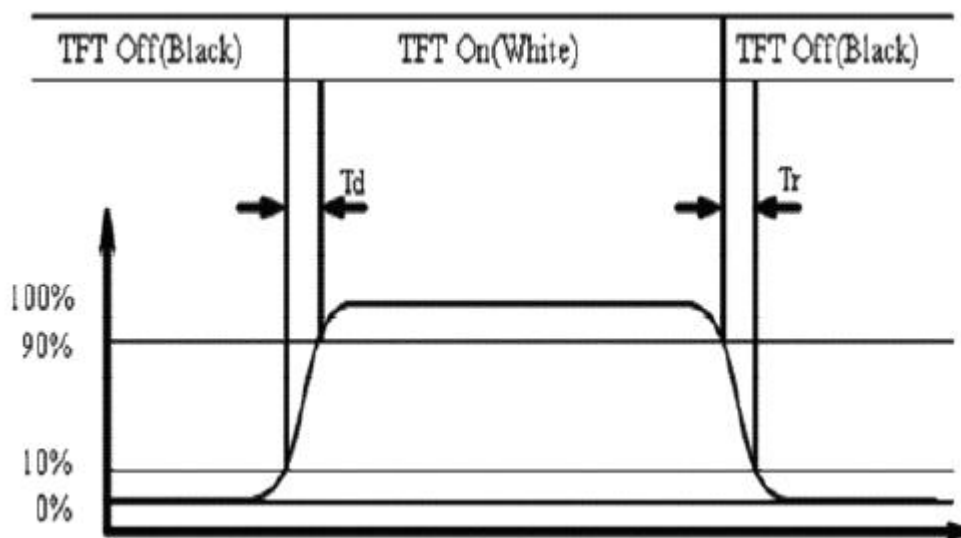 TFT Off(Black) TFT On(White) TFT Off(Black)
Td Tr
100%
90%
10%
0%